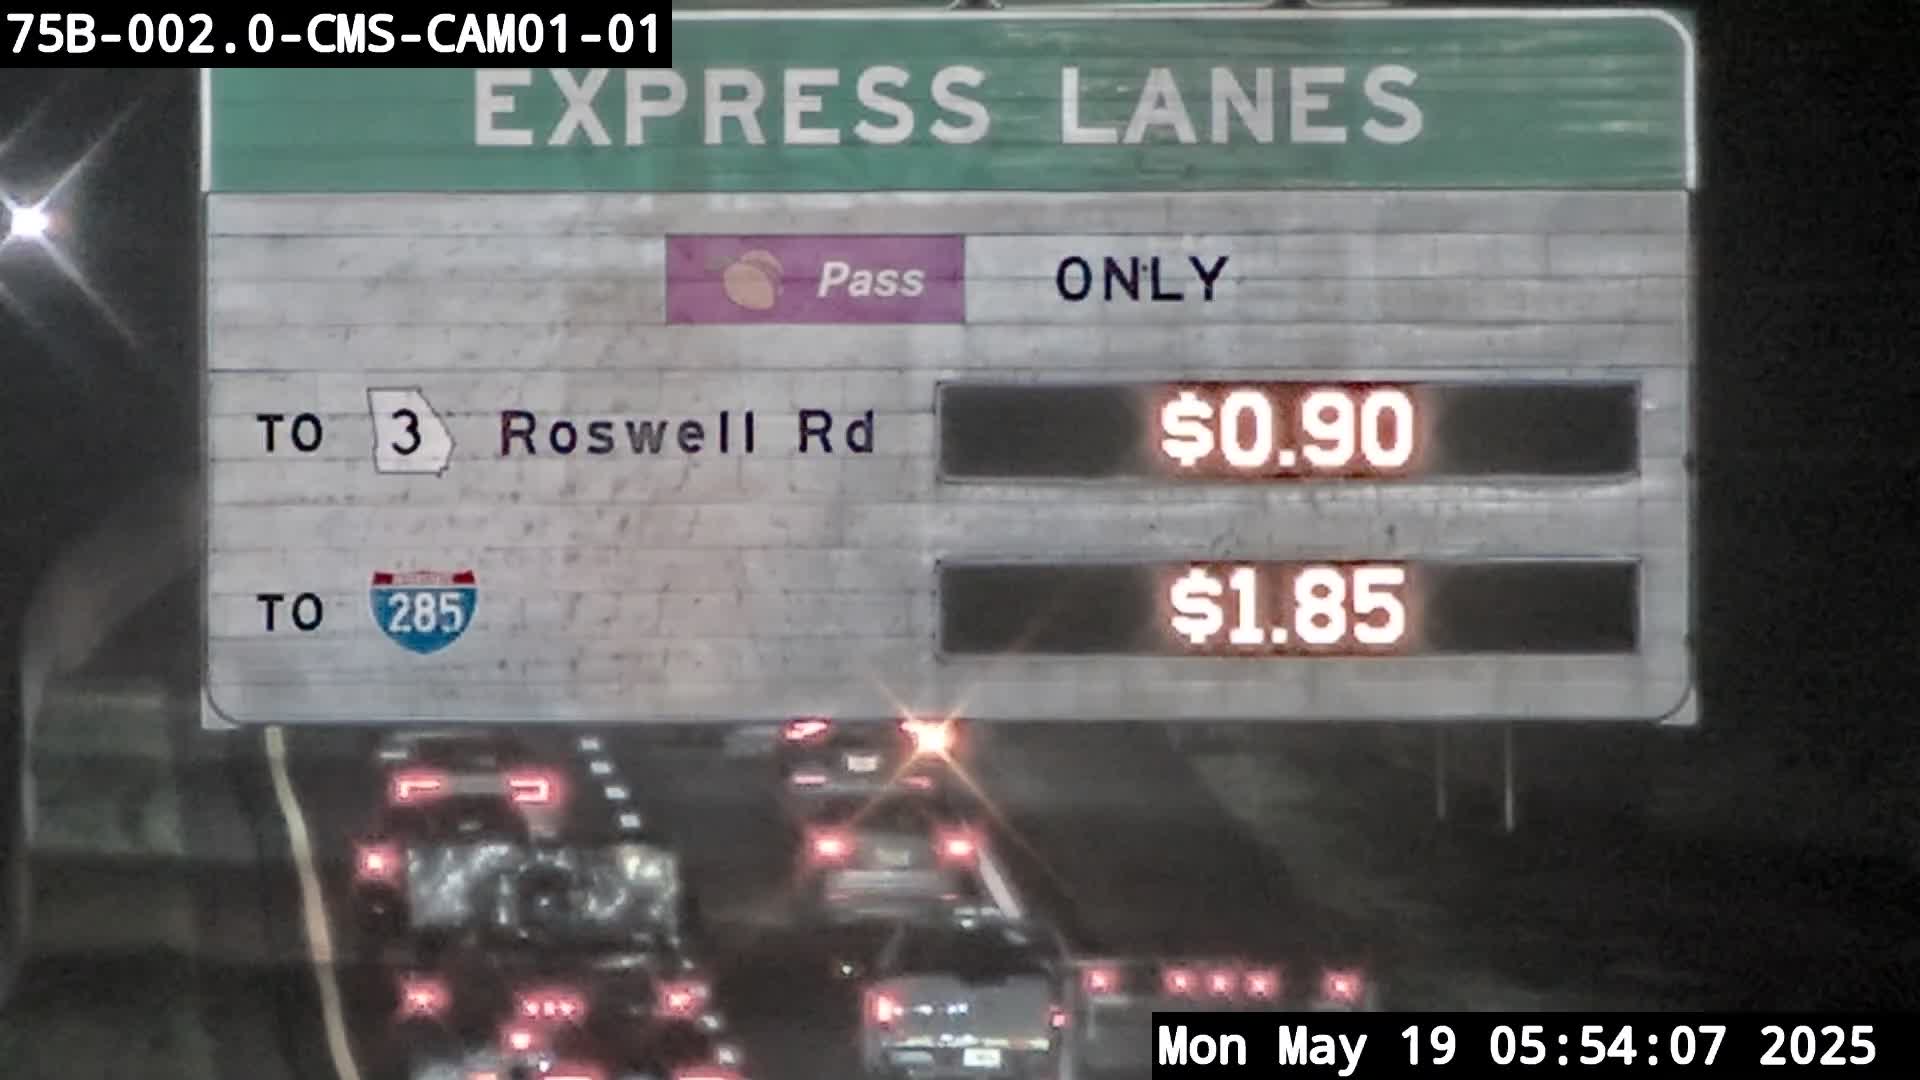 75B-002.0-CMS-CAM01-01
EXPRESS LANES
Pass ONLY
TO 3 Roswell Rd $0.90
TO 285 $1.85
Mon May 19 05:54:07 2025